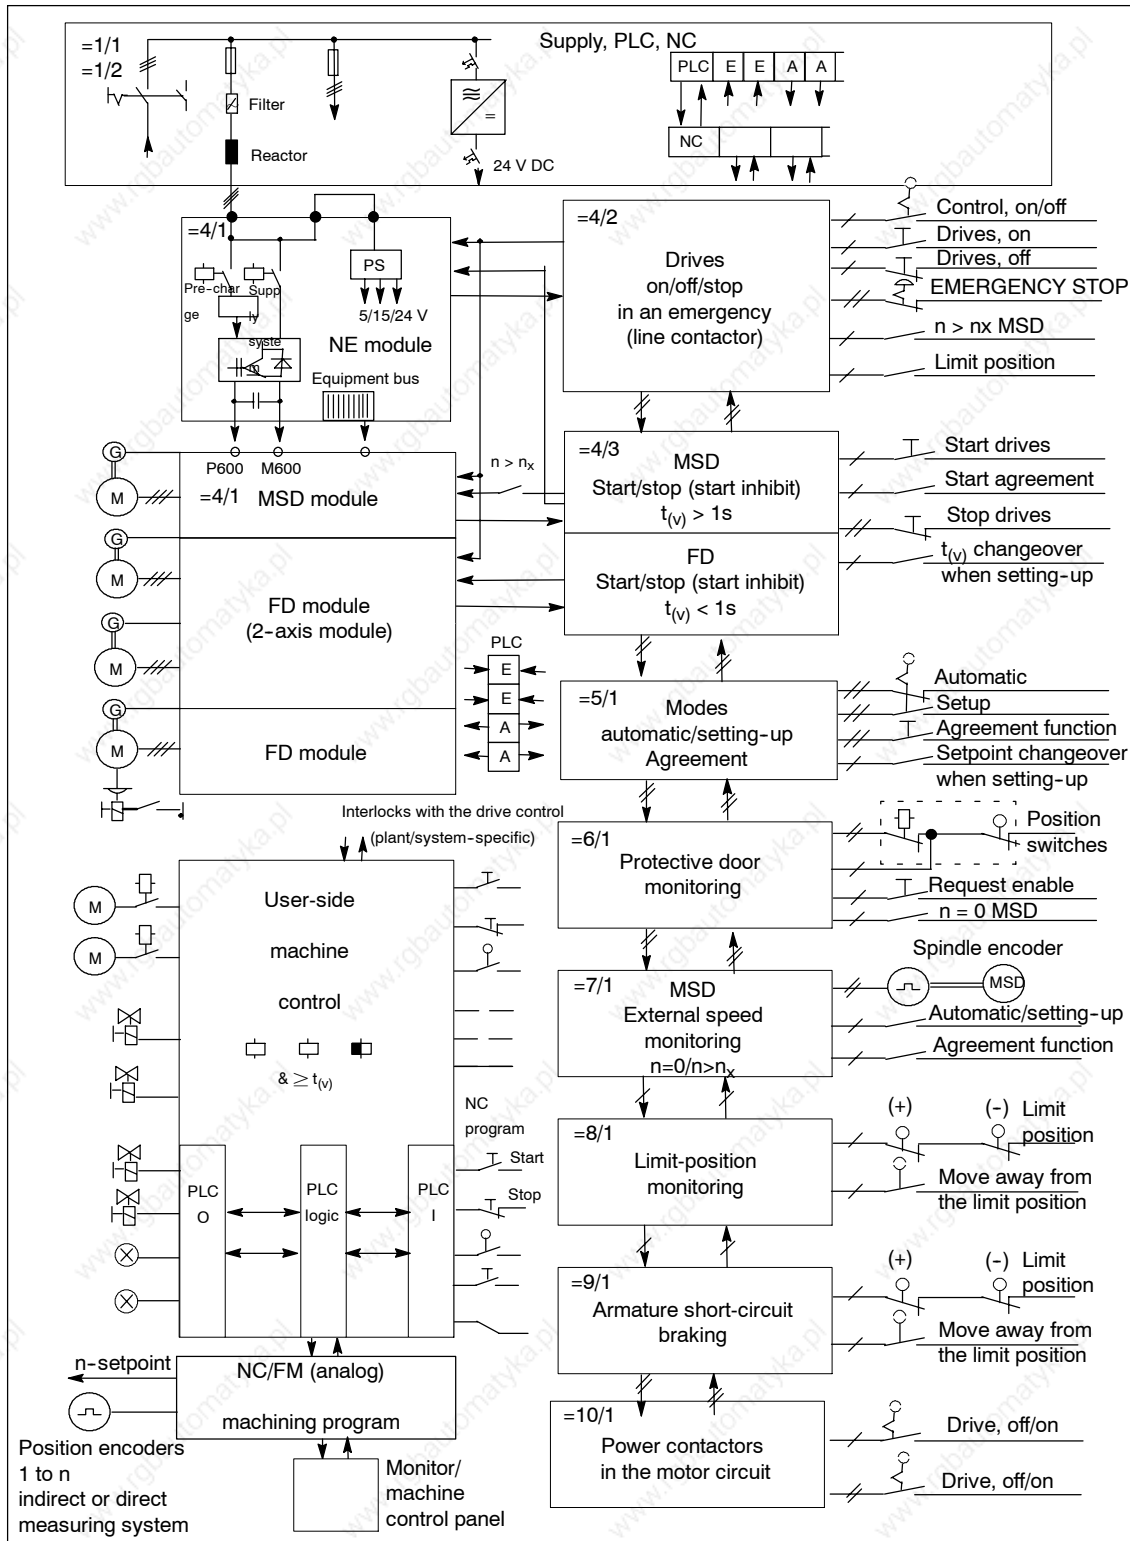 =1/1
=1/2
Supply, PLC, NC
PLC E E A A
Filter
NC
Reactor
24 V DC
=4/1
PS
Pre-char
ge
Supp
ly
syste
m
5/15/24 V
NE module
Equipment bus
=4/2
Drives
on/off/stop
in an emergency
(line contactor)
Control, on/off
Drives, on
Drives, off
EMERGENCY STOP
n > nx MSD
Limit position
G
M
P600 M600
=4/1
MSD module
n > nx
=4/3
MSD
Start/stop (start inhibit)
t(v) > 1s
Start drives
Start agreement
Stop drives
t(v) changeover
when setting-up
G
M
FD
Start/stop (start inhibit)
t(v) < 1s
FD module
(2-axis module)
G
M
PLC
E
E
A
A
G
M
FD module
=5/1
Modes
automatic/setting-up
Agreement
Automatic
Setup
Agreement function
Setpoint changeover
when setting-up
Interlocks with the drive control
(plant/system-specific)
=6/1
Protective door
monitoring
Position
switches
Request enable
n = 0 MSD
User-side
machine
control
M
M
& ≥ t(v)
=7/1
MSD
External speed
monitoring
n=0/n>nx
Spindle encoder
MSD
Automatic/setting-up
Agreement function
NC
program
Start
Stop
PLC
O
PLC
logic
PLC
I
=8/1
Limit-position
monitoring
(+) (-) Limit
position
Move away from
the limit position
=9/1
Armature short-circuit
braking
(+) (-) Limit
position
Move away from
the limit position
n-setpoint
NC/FM (analog)
machining program
Position encoders
1 to n
indirect or direct
measuring system
Monitor/
machine
control panel
=10/1
Power contactors
in the motor circuit
Drive, off/on
Drive, off/on
www.rgbautomatyka.pl